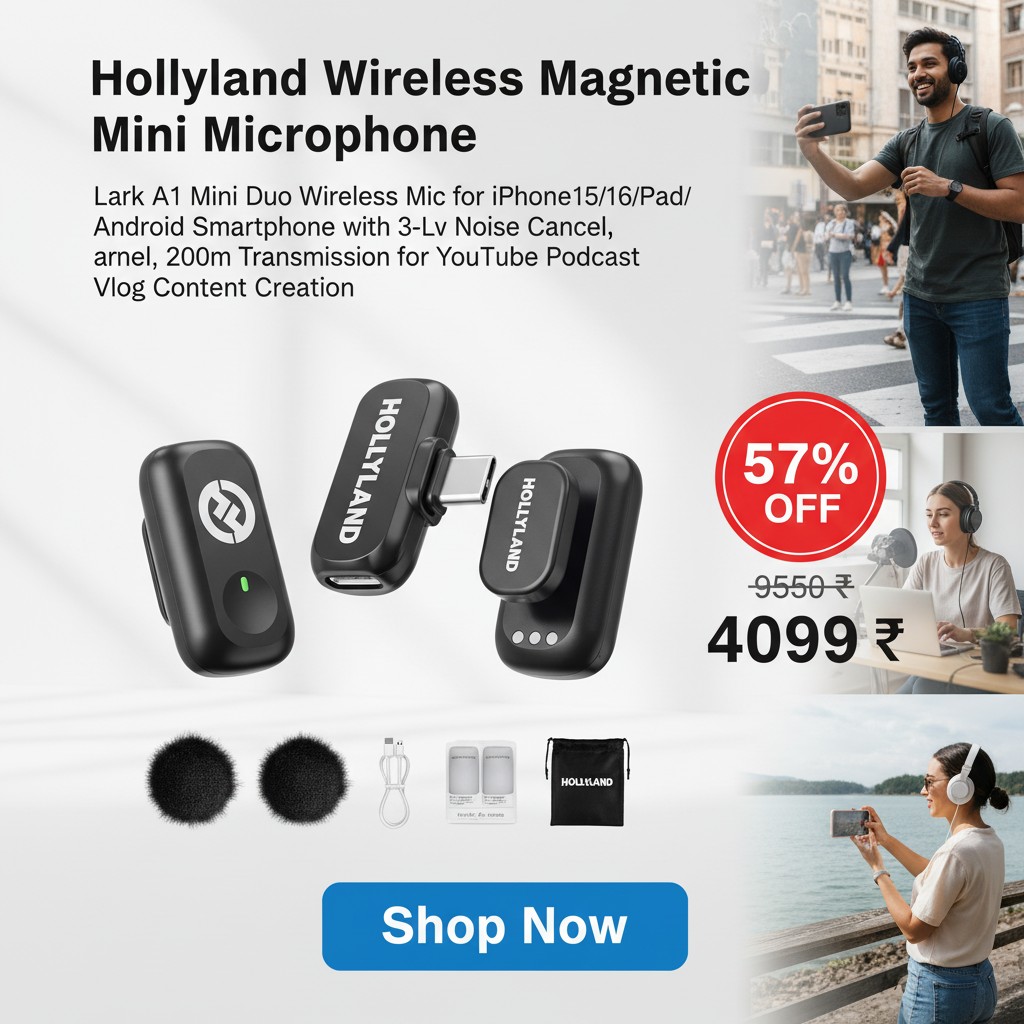 Hollyland Wireless Magnetic
Mini Microphone
Lark A1 Mini Duo Wireless Mic for iPhone15/16/Pad/
Android Smartphone with 3-Lv Noise Cancel,
arnel, 200m Transmission for YouTube Podcast
Vlog Content Creation
HOLLYLAND
HOLLYLAND
57%
OFF
9550 ₹
4099 ₹
HOLLYLAND
Shop Now